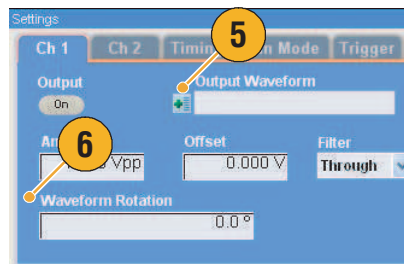 Settings
Ch 1 Ch 2 Mode Trigger
5
Output Output Waveform
On
6 Offset Filter
Vpp 0.000 V Through
Waveform Rotation
0.0 °